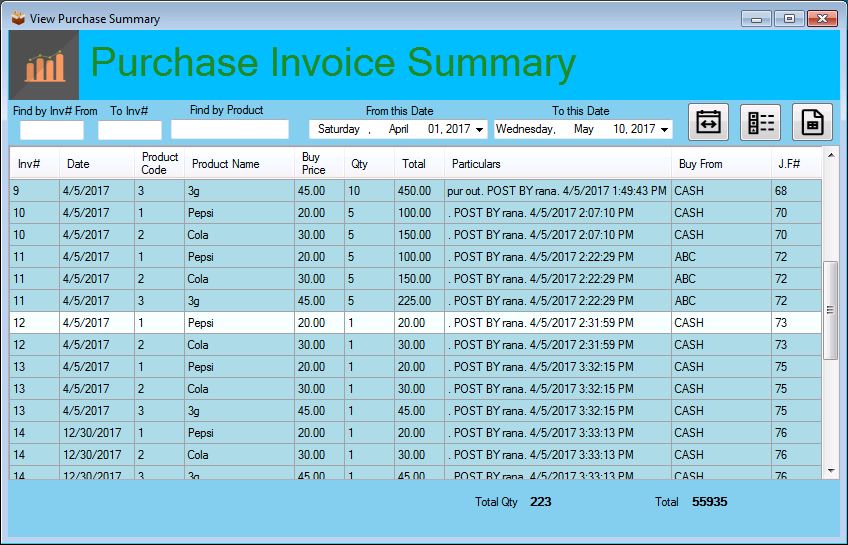 View Purchase Summary
Purchase Invoice Summary
Find by Inv# From To Inv# Find by Product From this Date To this Date
Saturday , April 01, 2017 Wednesday, May 10, 2017
Inv# Date Product Code Product Name Buy Price Qty Total Particulars Buy From J.F#
9 4/5/2017 3 3g 45.00 10 450.00 pur out. POST BY rana. 4/5/2017 1:49:43 PM CASH 68
10 4/5/2017 1 Pepsi 20.00 5 100.00 . POST BY rana. 4/5/2017 2:07:10 PM CASH 70
10 4/5/2017 2 Cola 30.00 5 150.00 . POST BY rana. 4/5/2017 2:07:10 PM CASH 70
11 4/5/2017 1 Pepsi 20.00 5 100.00 . POST BY rana. 4/5/2017 2:22:29 PM ABC 72
11 4/5/2017 2 Cola 30.00 5 150.00 . POST BY rana. 4/5/2017 2:22:29 PM ABC 72
11 4/5/2017 3 3g 45.00 5 225.00 . POST BY rana. 4/5/2017 2:22:29 PM ABC 72
12 4/5/2017 1 Pepsi 20.00 1 20.00 . POST BY rana. 4/5/2017 2:31:59 PM CASH 73
12 4/5/2017 2 Cola 30.00 1 30.00 . POST BY rana. 4/5/2017 2:31:59 PM CASH 73
13 4/5/2017 1 Pepsi 20.00 1 20.00 . POST BY rana. 4/5/2017 3:32:15 PM CASH 75
13 4/5/2017 2 Cola 30.00 1 30.00 . POST BY rana. 4/5/2017 3:32:15 PM CASH 75
13 4/5/2017 3 3g 45.00 1 45.00 . POST BY rana. 4/5/2017 3:32:15 PM CASH 75
14 12/30/2017 1 Pepsi 20.00 1 20.00 . POST BY rana. 4/5/2017 3:33:13 PM CASH 76
14 12/30/2017 2 Cola 30.00 1 30.00 . POST BY rana. 4/5/2017 3:33:13 PM CASH 76
14 12/30/2017 3 3g 45.00 1 45.00 . POST BY rana. 4/5/2017 3:33:13 PM CASH 76
Total Qty 223 Total 55935